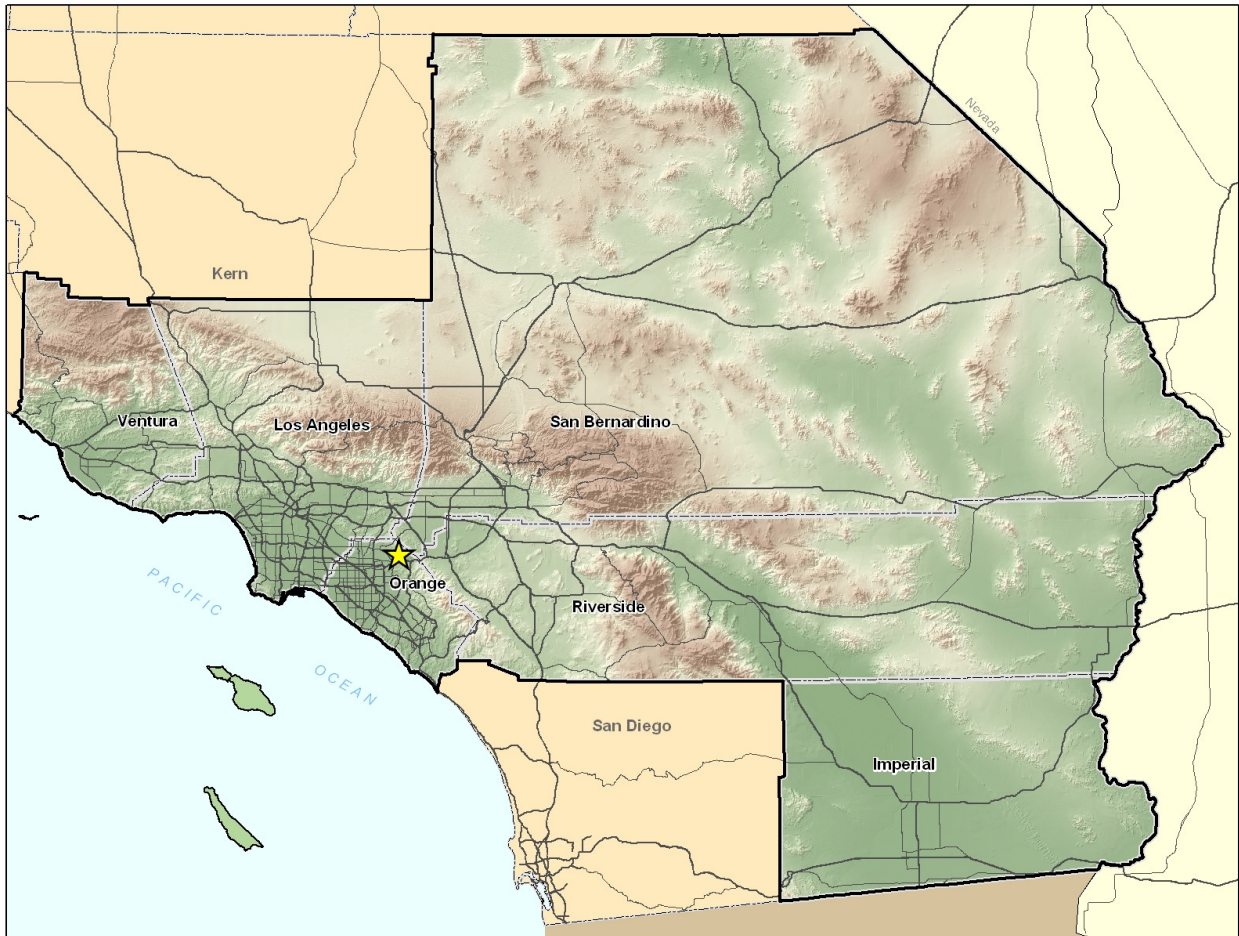 Nevada
Kern
Ventura
Los Angeles
San Bernardino
PACIFIC
OCEAN
Orange
Riverside
San Diego
Imperial